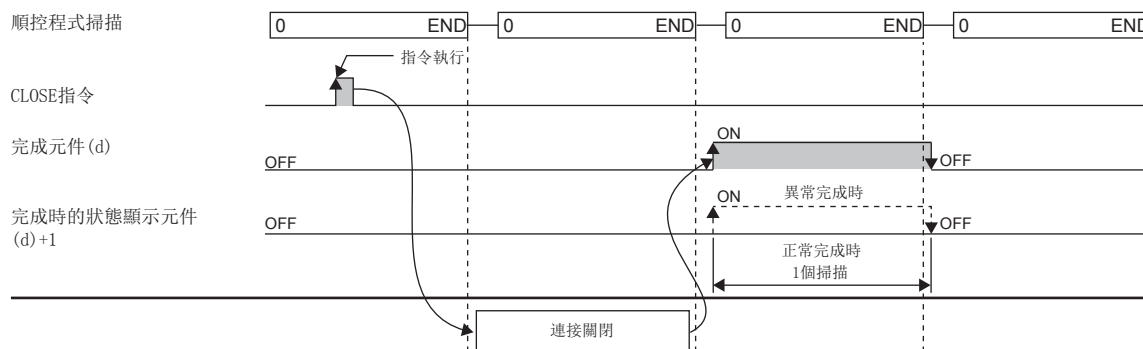 順控程式掃描
0 END 0 END 0 END 0 END
指令執行
CLOSE指令
ON
完成元件(d)
OFF OFF
ON 異常完成時
完成時的狀態顯示元件
(d)+1
OFF OFF
正常完成時
1個掃描
連接關閉